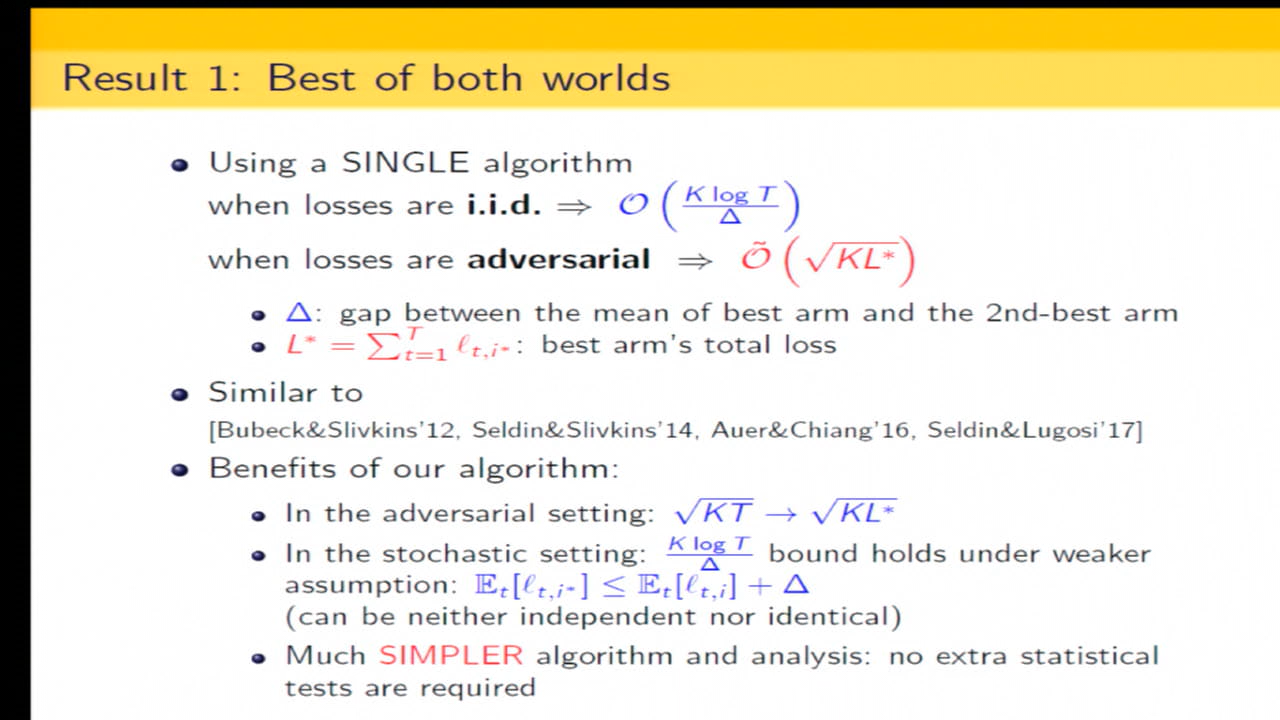 Result 1: Best of both worlds
Using a SINGLE algorithm
when losses are i.i.d. ⇒ O(K log T / Δ)
when losses are adversarial ⇒ Õ(√KL*)
Δ: gap between the mean of best arm and the 2nd-best arm
L* = ∑_{t=1}^{T} ℓ_{t,i*}: best arm's total loss
Similar to
[Bubeck&Slivkins'12, Seldin&Slivkins'14, Auer&Chiang'16, Seldin&Lugosi'17]
Benefits of our algorithm:
In the adversarial setting: √KT → √KL*
In the stochastic setting: K log T / Δ bound holds under weaker
assumption: 𝔼_t[ℓ_{t,i*}] ≤ 𝔼_t[ℓ_{t,i}] + Δ
(can be neither independent nor identical)
Much SIMPLER algorithm and analysis: no extra statistical
tests are required